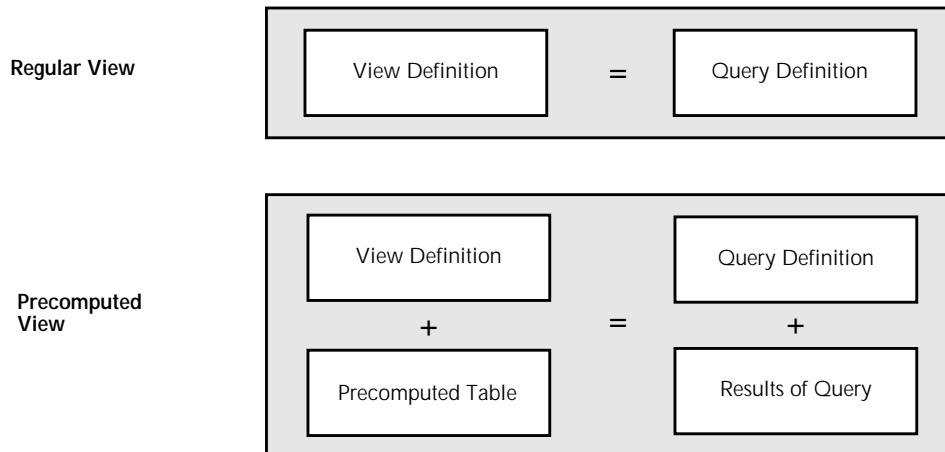 Regular View
View Definition = Query Definition
View Definition Query Definition
Precomputed
View
+ = +
Precomputed Table Results of Query